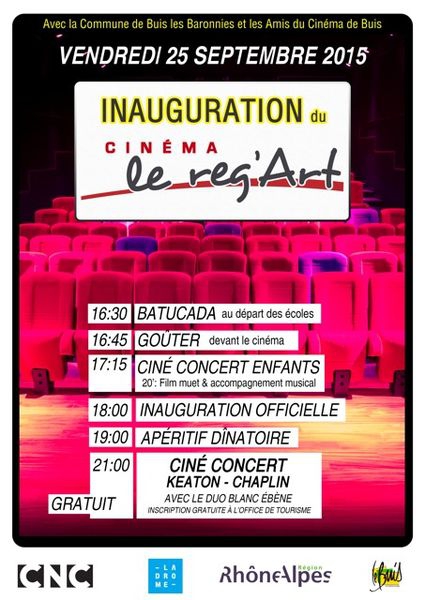 Avec la Commune de Buis les Baronnies et les Amis du Cinéma de Buis
VENDREDI 25 SEPTEMBRE 2015
INAUGURATION du
CINÉMA
le reg'Art
16:30 BATUCADA au départ des écoles
16:45 GOÛTER devant le cinéma
17:15 CINÉ CONCERT ENFANTS
20': Film muet & accompagnement musical
18:00 INAUGURATION OFFICIELLE
19:00 APÉRITIF DÎNATOIRE
21:00 CINÉ CONCERT
KEATON - CHAPLIN
AVEC LE DUO BLANC ÉBÈNE
GRATUIT INSCRIPTION GRATUITE À L'OFFICE DE TOURISME
CNC
LA DROME
RhôneAlpes Région
le Buis